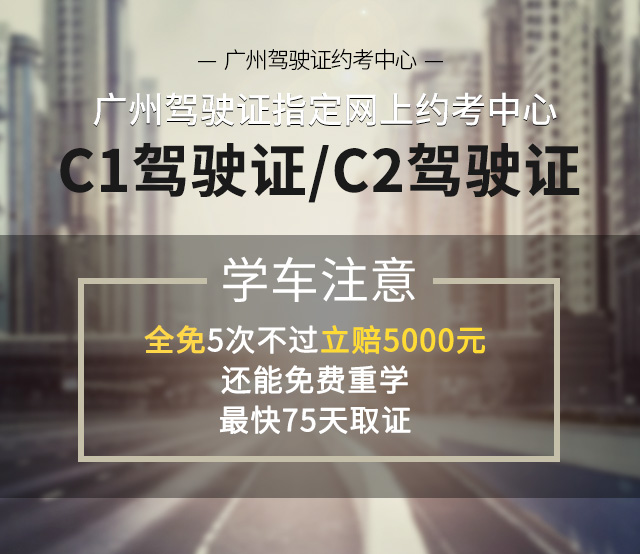 — 广州驾驶证约考中心 —
广州驾驶证指定网上约考中心
C1驾驶证/C2驾驶证
学车注意
全免5次不过立赔5000元
还能免费重学
最快75天取证